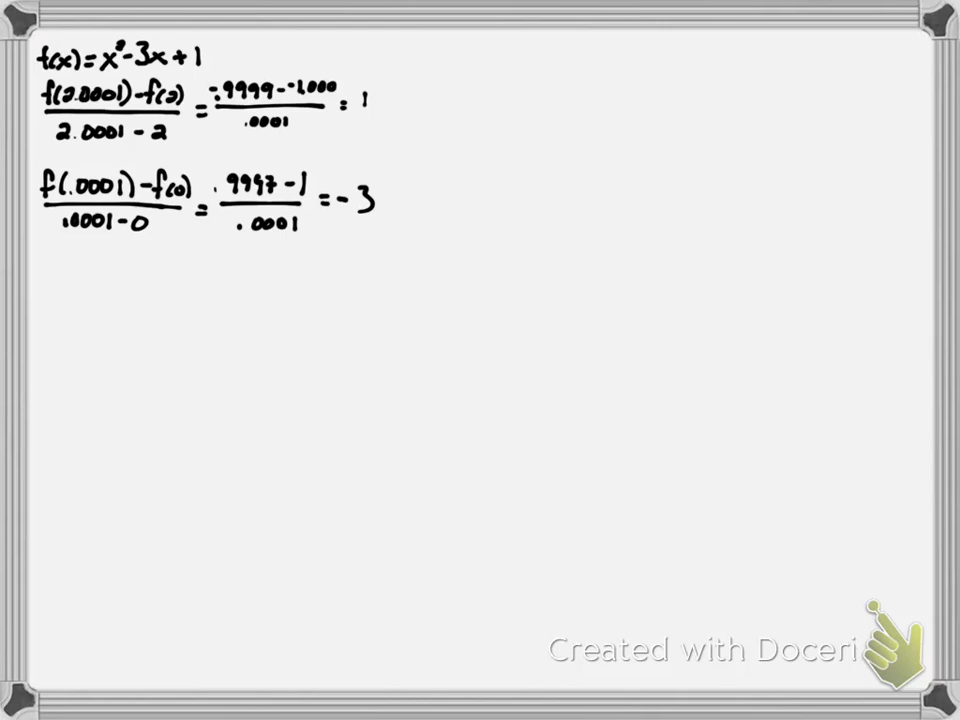 f(x) = x² - 3x + 1
f(2.0001) - f(2) / 2.0001 - 2 = -.9999 - -1.000 / .0001 = 1
f(.0001) - f(0) / .0001 - 0 = .9997 - 1 / .0001 = -3
Created with Doceri